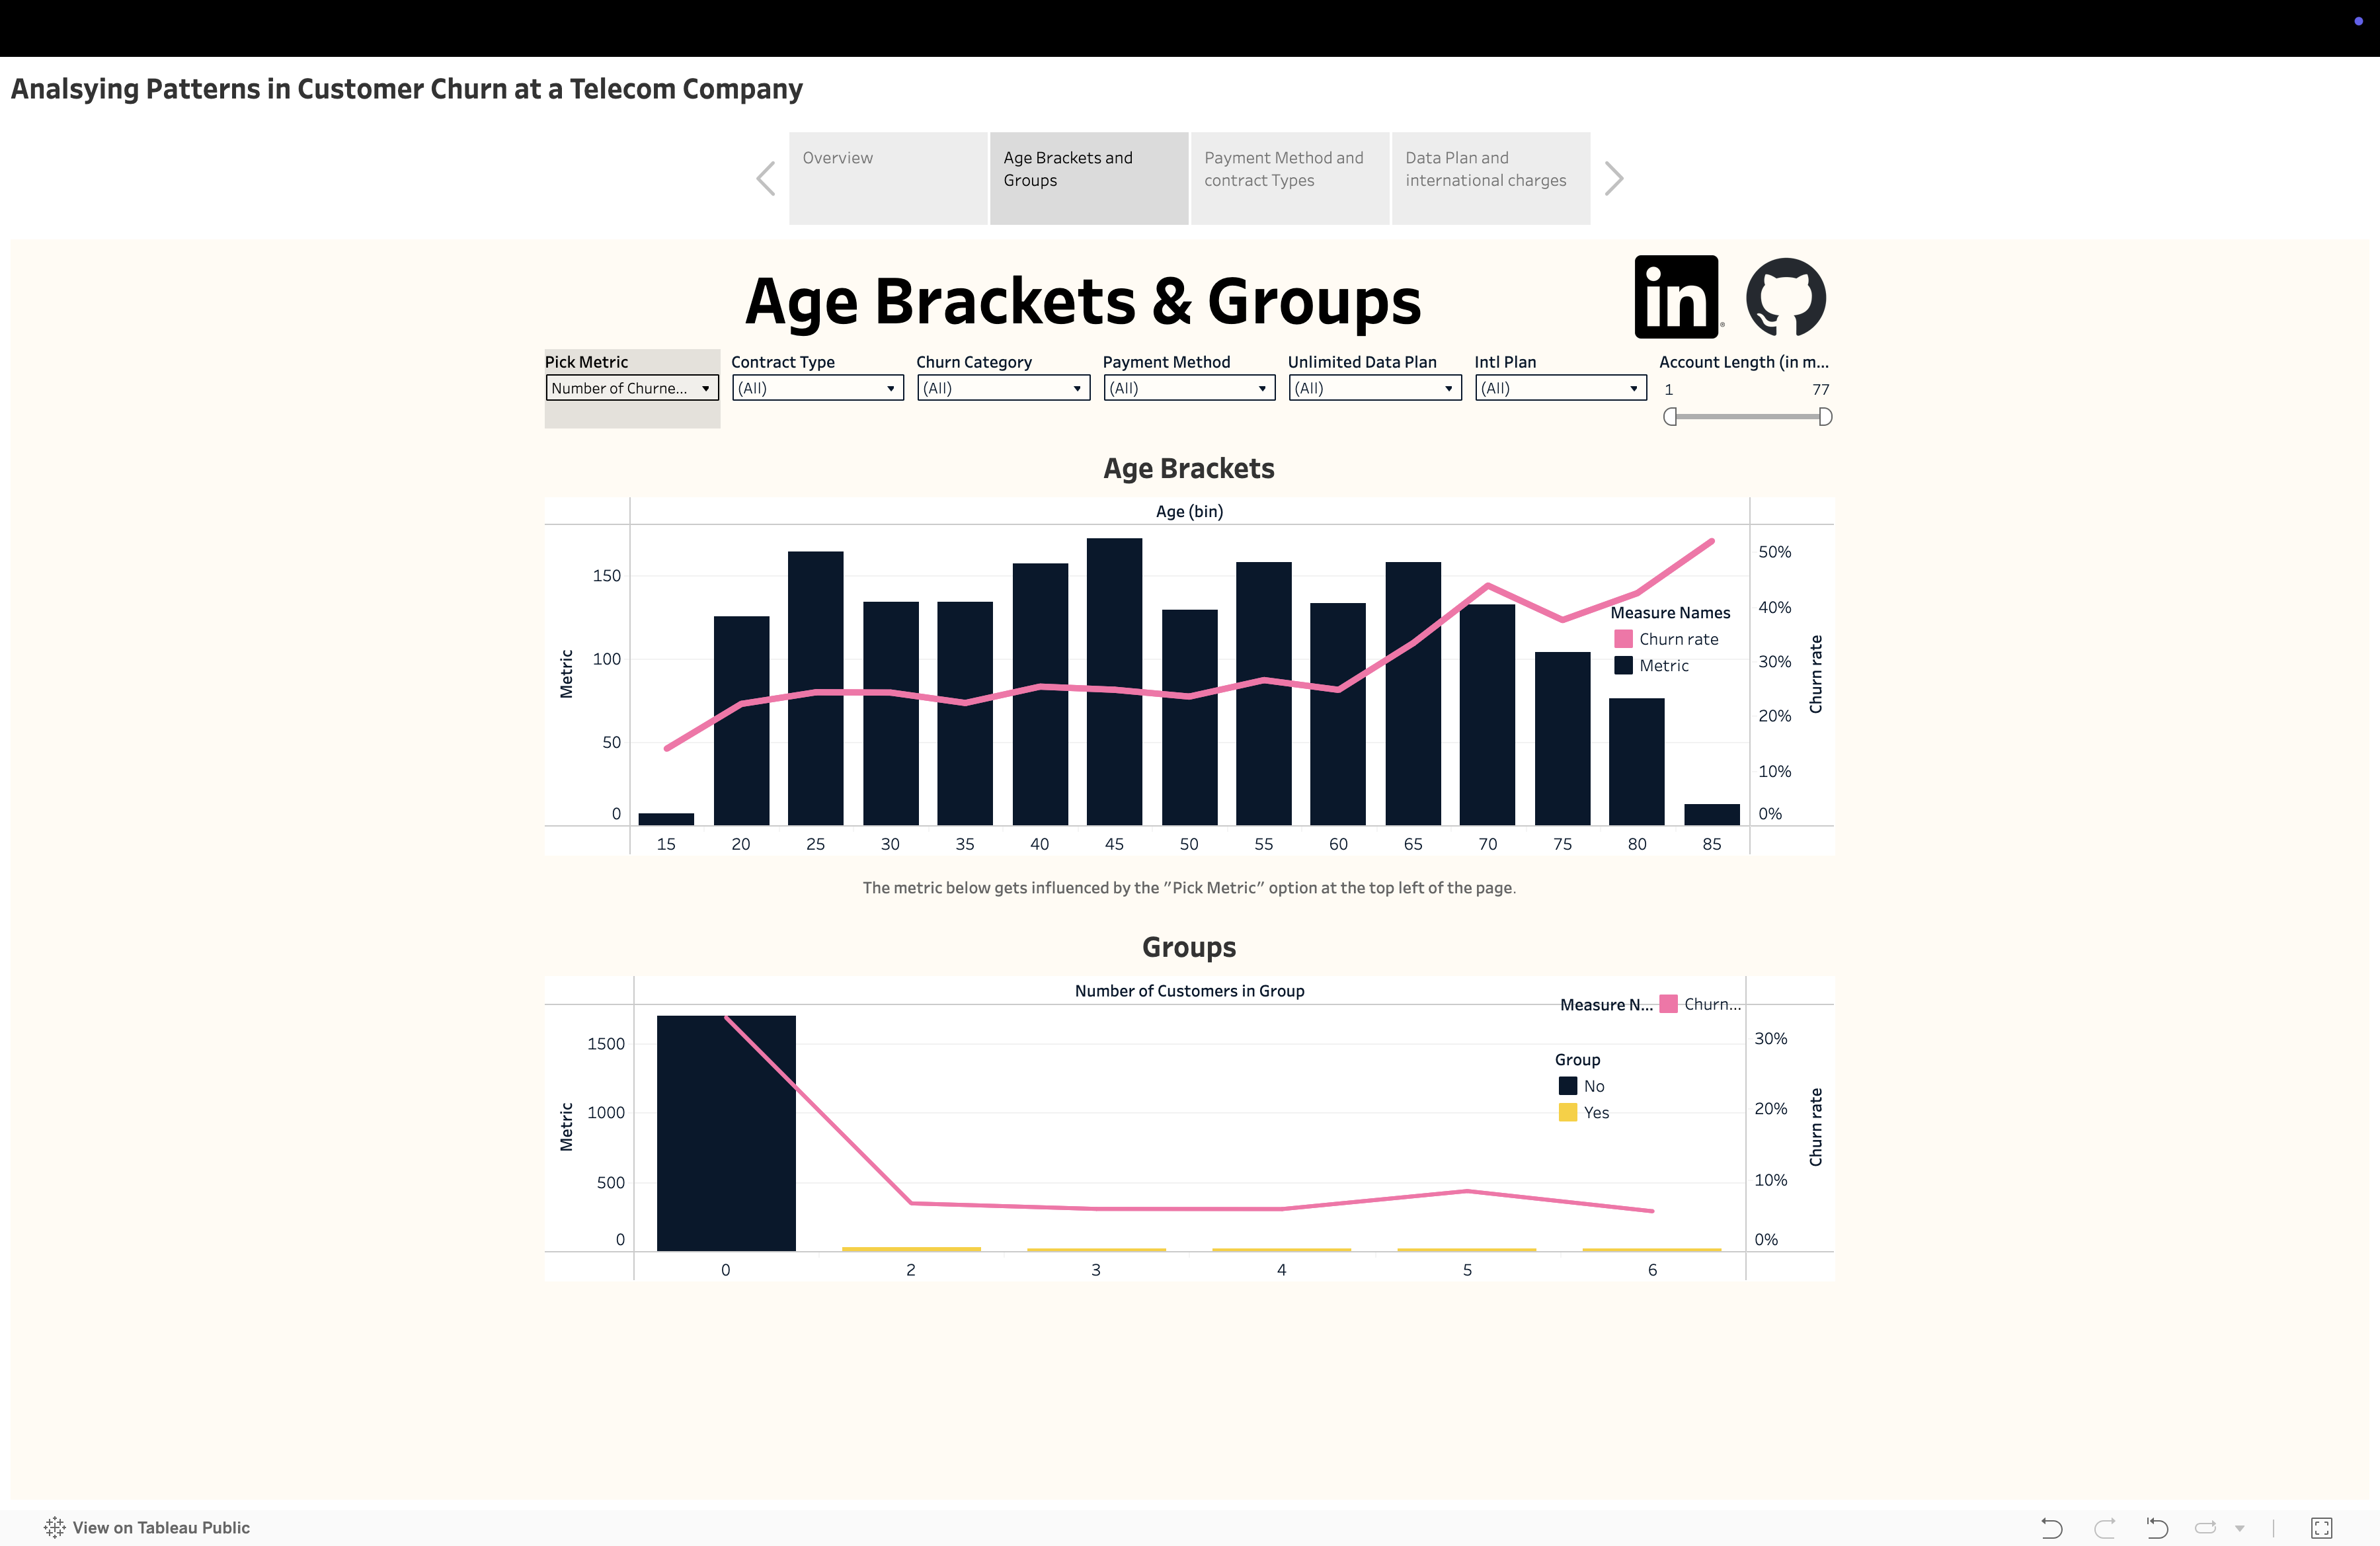 Analsying Patterns in Customer Churn at a Telecom Company
Overview
Age Brackets and
Groups
Payment Method and
contract Types
Data Plan and
international charges
Age Brackets & Groups
in
®
Pick Metric
Number of Churne...
Contract Type
(All)
Churn Category
(All)
Payment Method
(All)
Unlimited Data Plan
(All)
Intl Plan
(All)
Account Length (in m...
1 77
Age Brackets
Age (bin)
Metric
150
100
50
0
50%
40%
30%
20%
10%
0%
Churn rate
Measure Names
Churn rate
Metric
15 20 25 30 35 40 45 50 55 60 65 70 75 80 85
The metric below gets influenced by the "Pick Metric" option at the top left of the page.
Groups
Number of Customers in Group
Measure N... Churn...
Metric
1500
1000
500
0
Group
No
Yes
30%
20%
10%
0%
Churn rate
0 2 3 4 5 6
View on Tableau Public